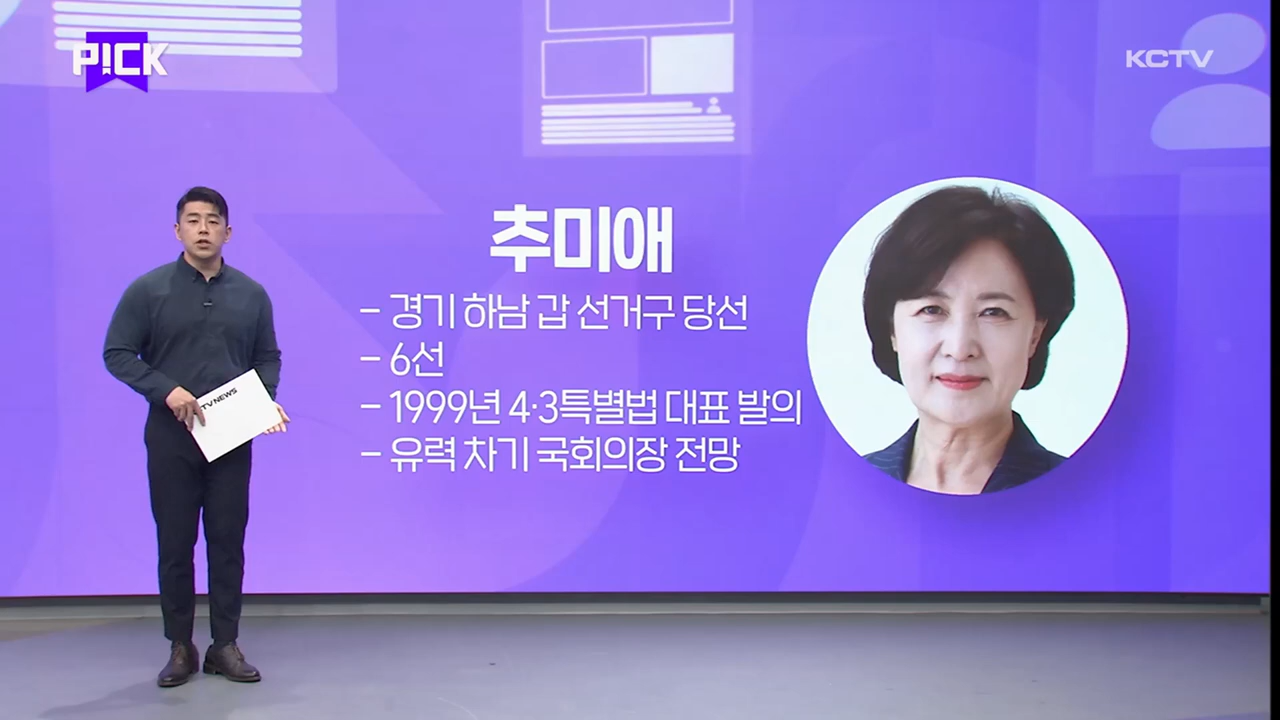 PICK
KCTV
추미애
- 경기 하남 갑 선거구 당선
- 6선
- 1999년 4·3특별법 대표 발의
- 유력 차기 국회의장 전망
TV NEWS